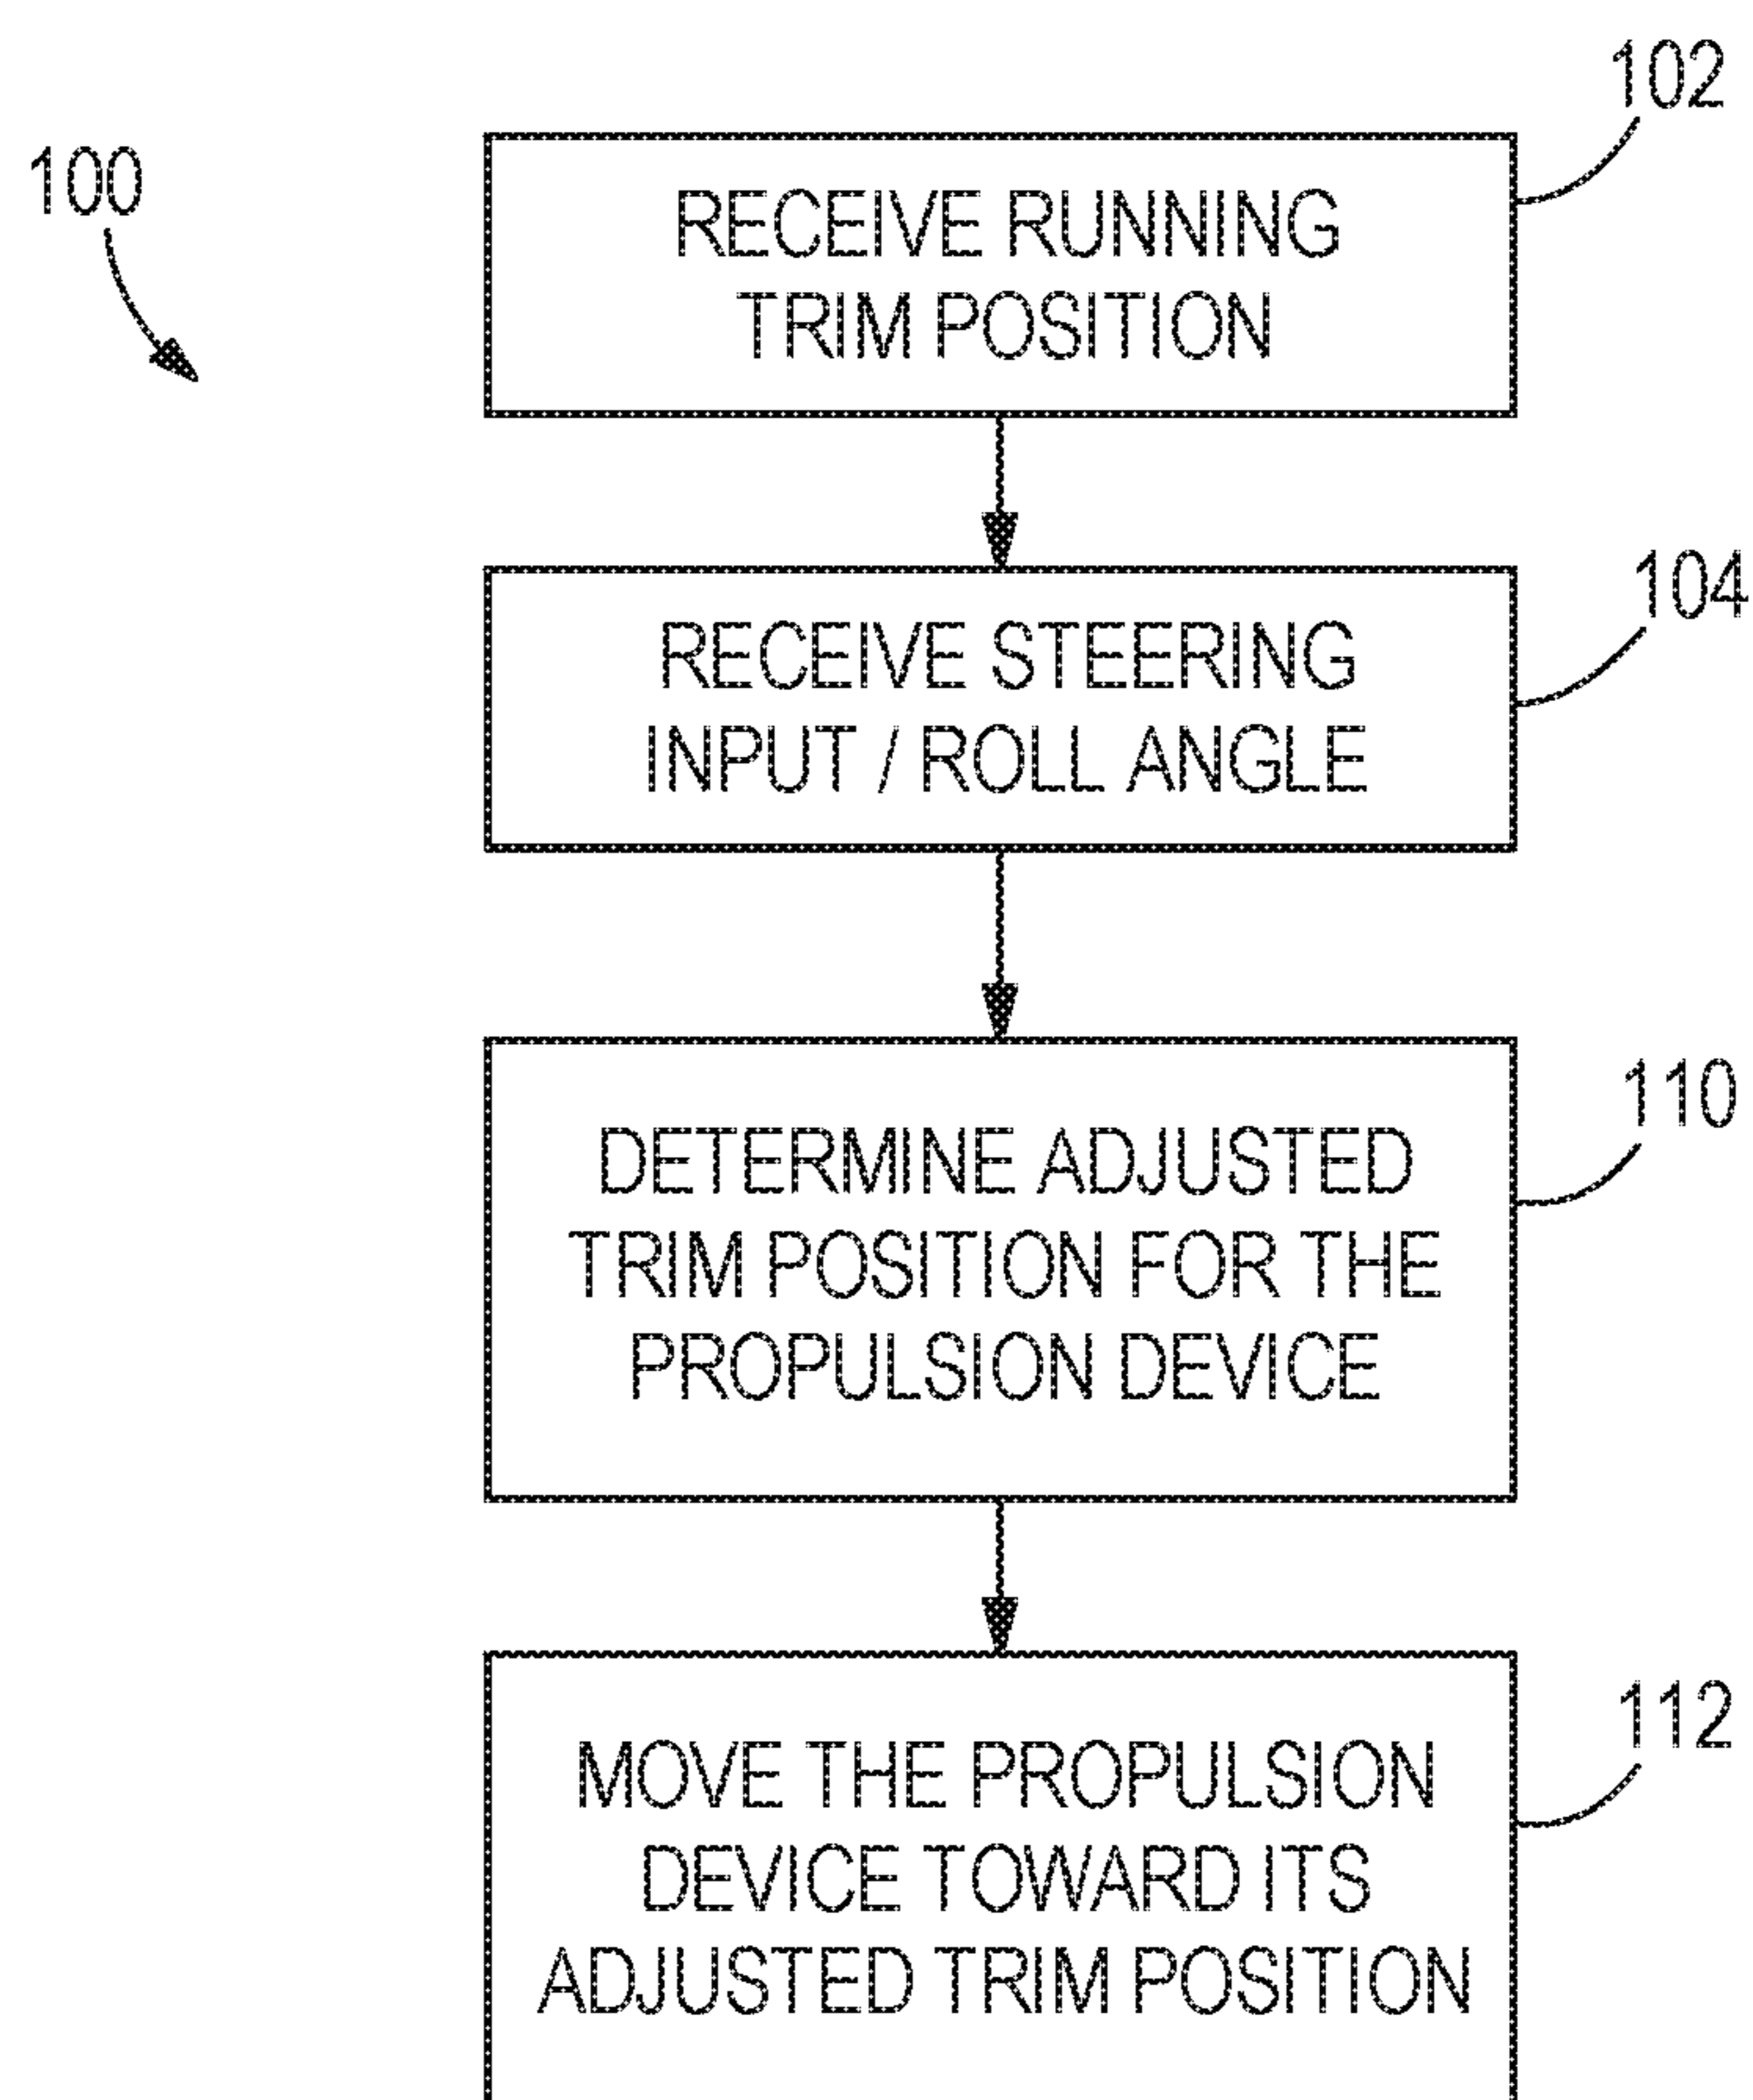 102
100
RECEIVE RUNNING
TRIM POSITION
104
RECEIVE STEERING
INPUT / ROLL ANGLE
110
DETERMINE ADJUSTED
TRIM POSITION FOR THE
PROPULSION DEVICE
112
MOVE THE PROPULSION
DEVICE TOWARD ITS
ADJUSTED TRIM POSITION